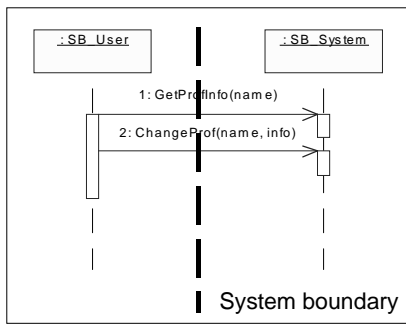 : SB_User
: SB_System
1: GetProfInfo(name)
2: ChangeProf(name, info)
System boundary